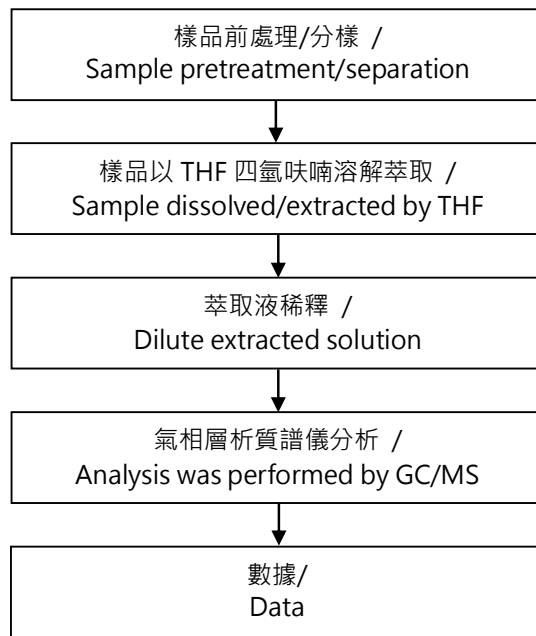 樣品前處理/分樣 /
Sample pretreatment/separation
樣品以 THF 四氫呋喃溶解萃取 /
Sample dissolved/extracted by THF
萃取液稀釋 /
Dilute extracted solution
氣相層析質譜儀分析 /
Analysis was performed by GC/MS
數據/
Data